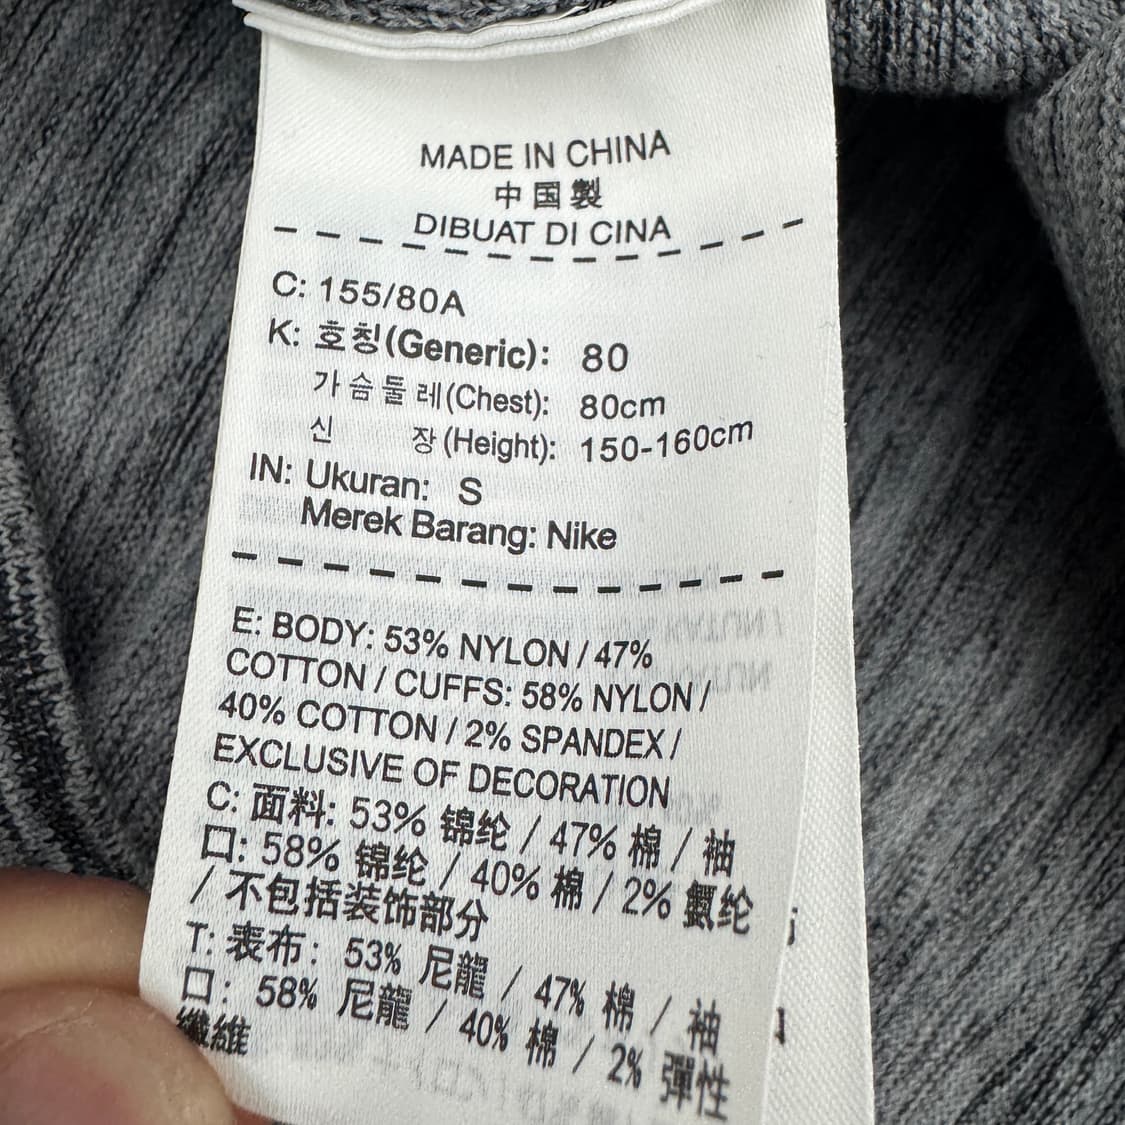 MADE IN CHINA
中国製
DIBUAT DI CINA
C: 155/80A
K: 호칭(Generic): 80
가슴둘레(Chest): 80cm
신 장(Height): 150-160cm
IN: Ukuran: S
Merek Barang: Nike
E: BODY: 53% NYLON / 47%
COTTON / CUFFS: 58% NYLON /
40% COTTON / 2% SPANDEX /
EXCLUSIVE OF DECORATION
C: 面料: 53% 锦纶 / 47% 棉 / 袖
口: 58% 锦纶 / 40% 棉 / 2% 氨纶
/ 不包括装饰部分
T: 表布: 53% 尼龍 / 47% 棉 / 袖
口: 58% 尼龍 / 40% 棉 / 2% 彈性
纖維